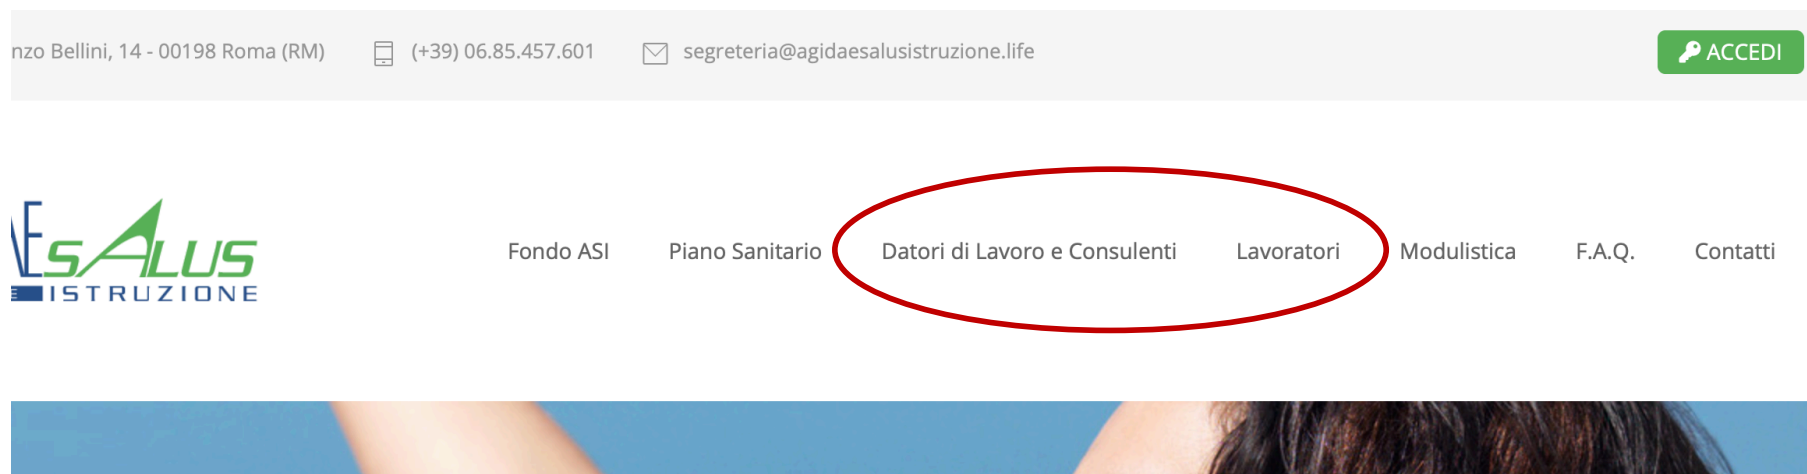 nzo Bellini, 14 - 00198 Roma (RM) (+39) 06.85.457.601 segreteria@agidaesalusistruzione.life ACCEDI
ÆSALUS
ISTRUZIONE
Fondo ASI Piano Sanitario Datori di Lavoro e Consulenti Lavoratori Modulistica F.A.Q. Contatti